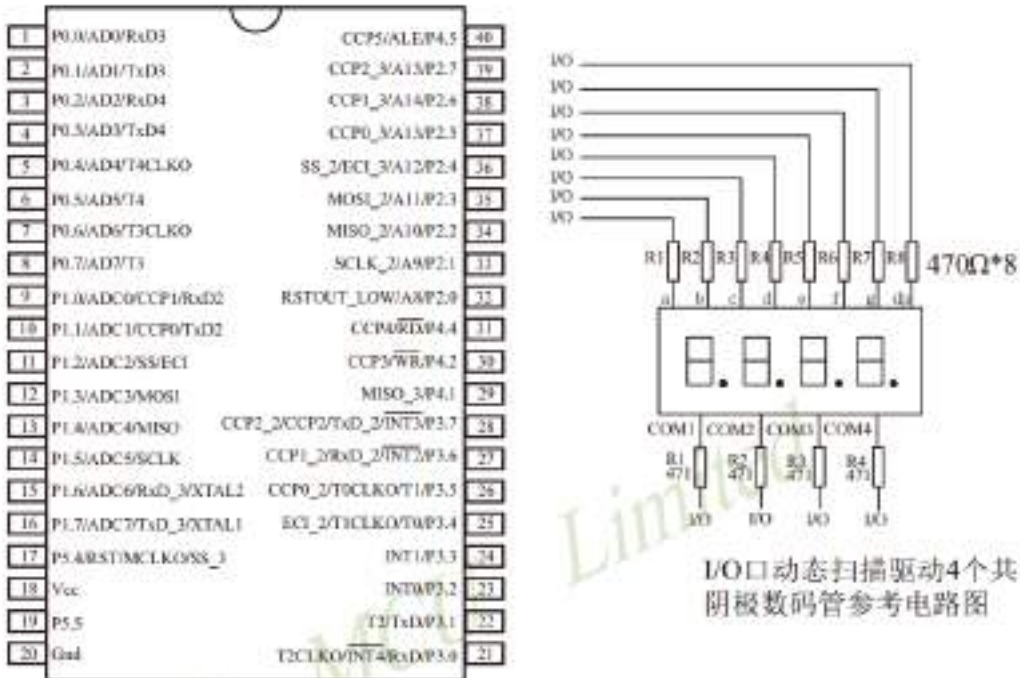 1 P0.0/AD0/RxD3
2 P0.1/AD1/TxD3
3 P0.2/AD2/RxD4
4 P0.3/AD3/TxD4
5 P0.4/AD4/T4CLKO
6 P0.5/AD5/T4
7 P0.6/AD6/T3CLKO
8 P0.7/AD7/T3
9 P1.0/ADC0/CCP1/RxD2
10 P1.1/ADC1/CCP0/TxD2
11 P1.2/ADC2/SS/ECI
12 P1.3/ADC3/MOSI
13 P1.4/ADC4/MISO
14 P1.5/ADC5/SCLK
15 P1.6/ADC6/RxD_3/XTAL2
16 P1.7/ADC7/TxD_3/XTAL1
17 P5.4/RST/MCLKO/SS_3
18 Vcc
19 P5.5
20 Gnd
CCP5/ALE/P4.5 40
CCP2_3/A15/P2.7 39
CCP1_3/A14/P2.6 38
CCP0_3/A13/P2.5 37
SS_2/ECI_3/A12/P2.4 36
MOSI_2/A11/P2.3 35
MISO_2/A10/P2.2 34
SCLK_2/A9/P2.1 33
RSTOUT_LOW/A8/P2.0 32
CCP4/RD/P4.4 31
CCP3/WR/P4.2 30
MISO_3/P4.1 29
CCP2_2/CCP2/TxD_2/INT3/P3.7 28
CCP1_2/RxD_2/INT2/P3.6 27
CCP0_2/T0CLKO/T1/P3.5 26
ECI_2/T1CLKO/T0/P3.4 25
INT1/P3.3 24
INT0/P3.2 23
T2/TxD/P3.1 22
T2CLKO/INT4/RxD/P3.0 21
I/O
I/O
I/O
I/O
I/O
I/O
I/O
I/O
R1 R2 R3 R4 R5 R6 R7 R8 470Ω*8
a b c d e f g dp
COM1 COM2 COM3 COM4
R1 R2 R3 R4
471 471 471 471
I/O I/O I/O I/O
I/O口动态扫描驱动4个共
阴极数码管参考电路图
MCU
Limited